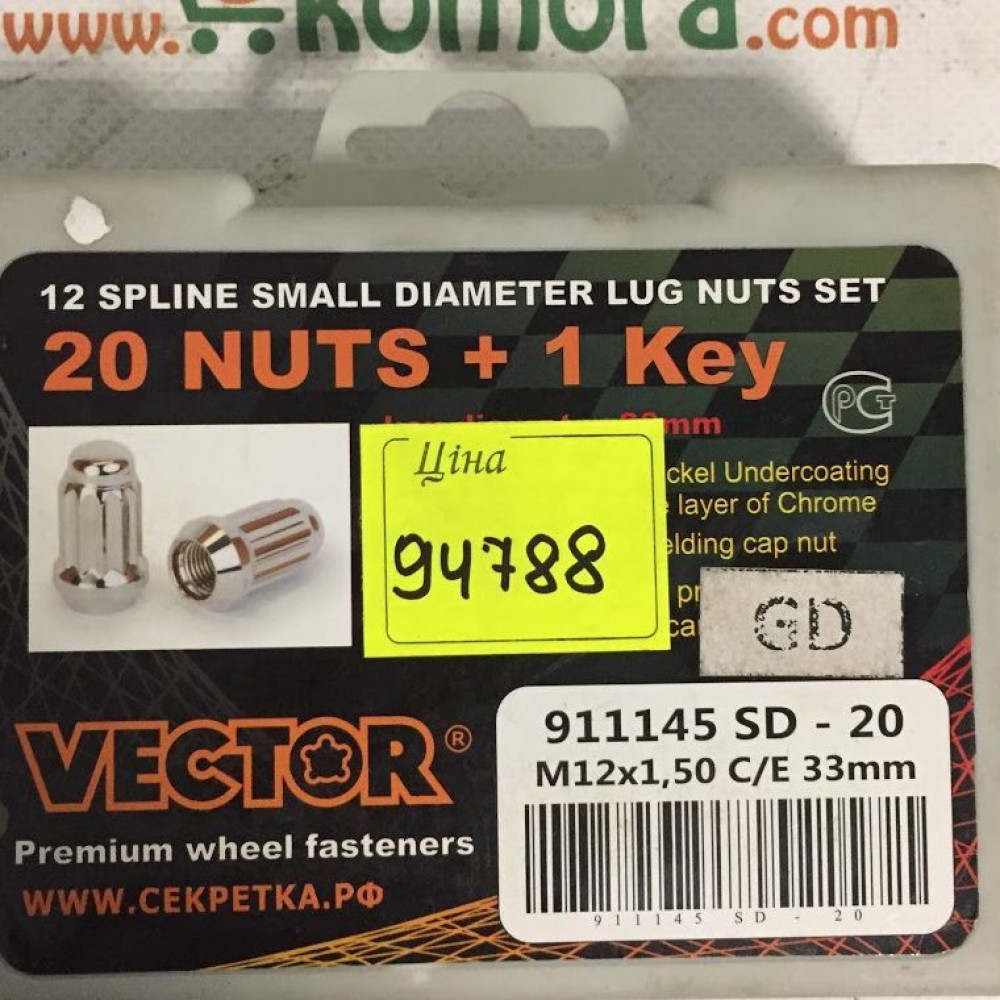 www.komora.com
12 SPLINE SMALL DIAMETER LUG NUTS SET
20 NUTS + 1 Key
mm
Ціна
94788
Undercoating
layer of Chrome
cap nut
GD
VECTOR®
Premium wheel fasteners
WWW.СЕКРЕТКА.РФ
911145 SD - 20
M12x1,50 C/E 33mm
911145 SD - 20